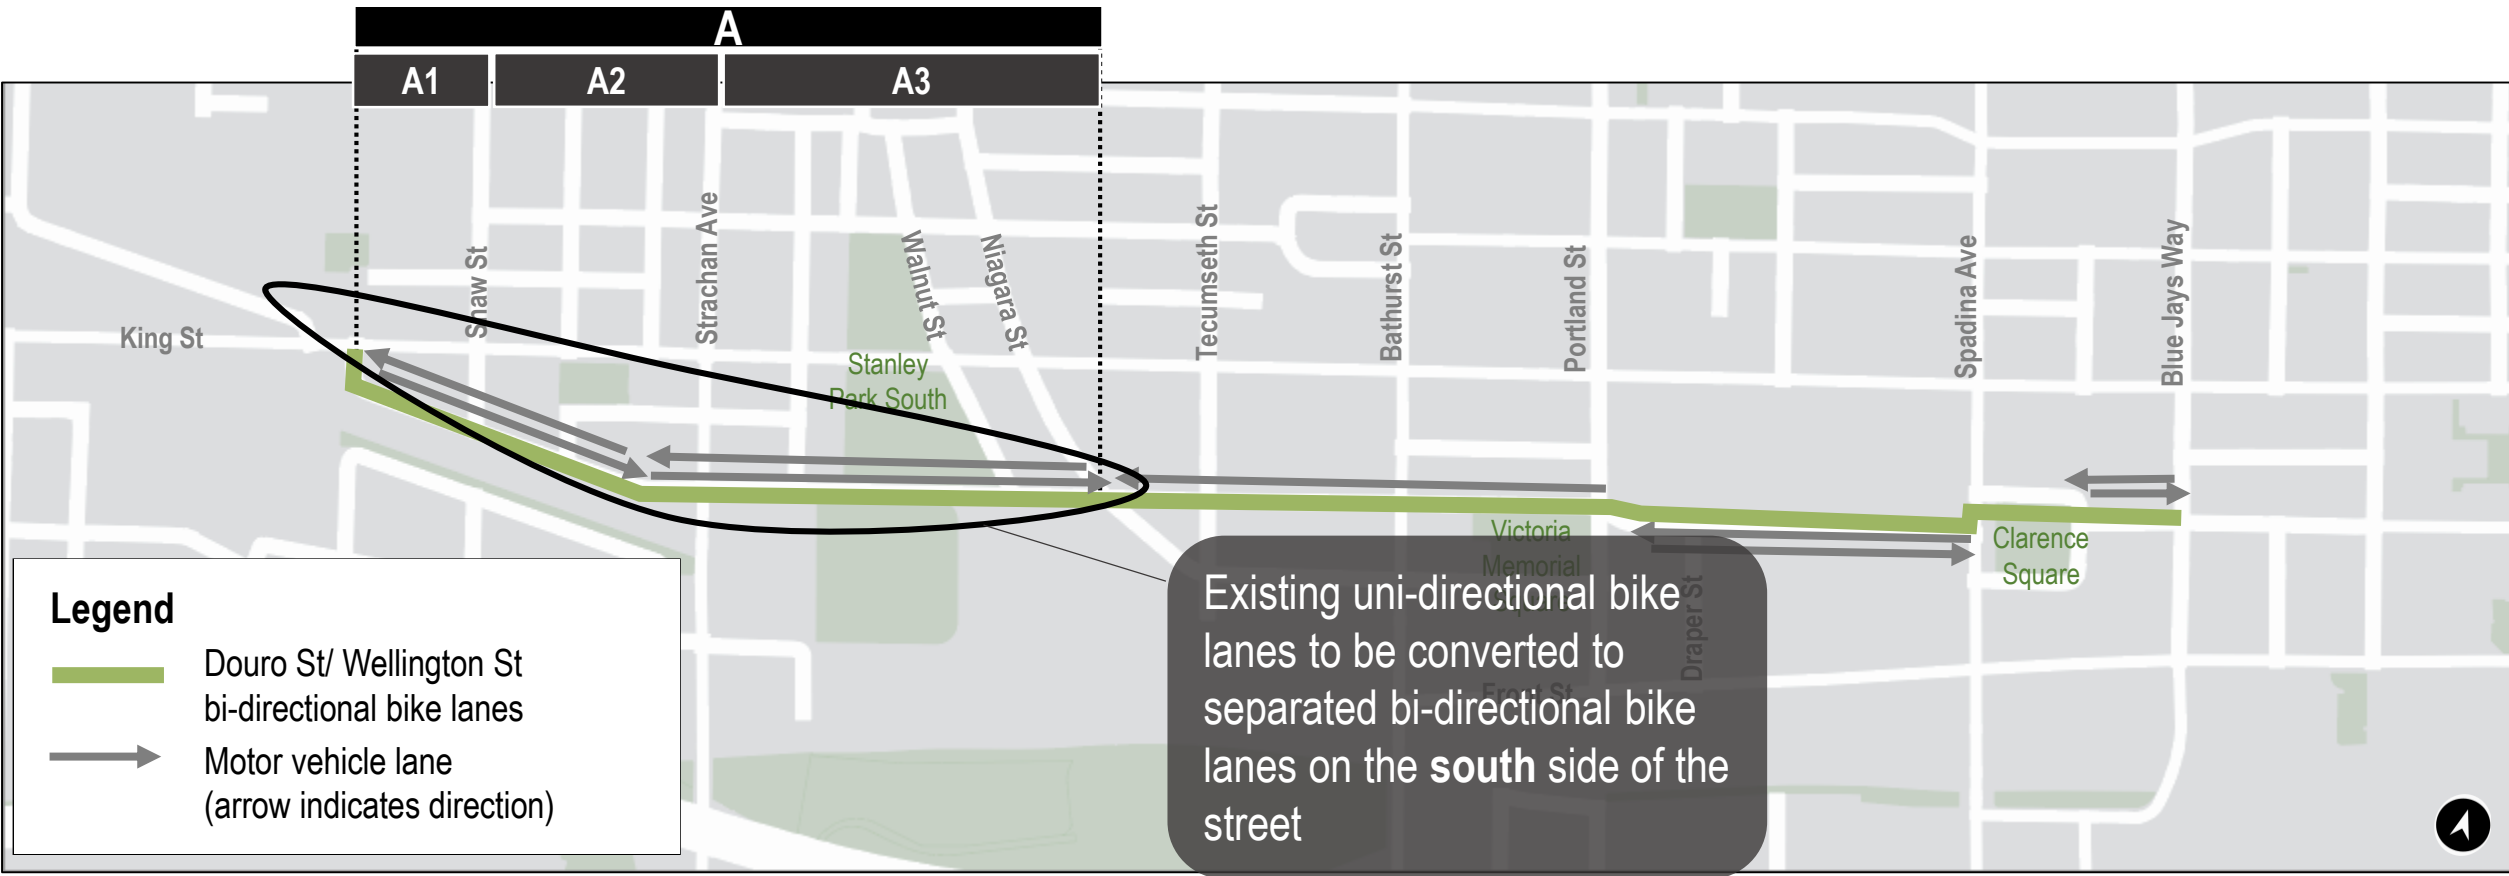 A
A1
A2
A3
King St
Shaw St
Strachan Ave
Walnut St
Niagara St
Tecumseth St
Bathurst St
Portland St
Spadina Ave
Blue Jays Way
Stanley
Park South
Victoria
Memorial
Square
Draper St
Front St
Clarence
Square
Existing uni-directional bike
lanes to be converted to
separated bi-directional bike
lanes on the south side of the
street
Legend
Douro St/ Wellington St
bi-directional bike lanes
Motor vehicle lane
(arrow indicates direction)